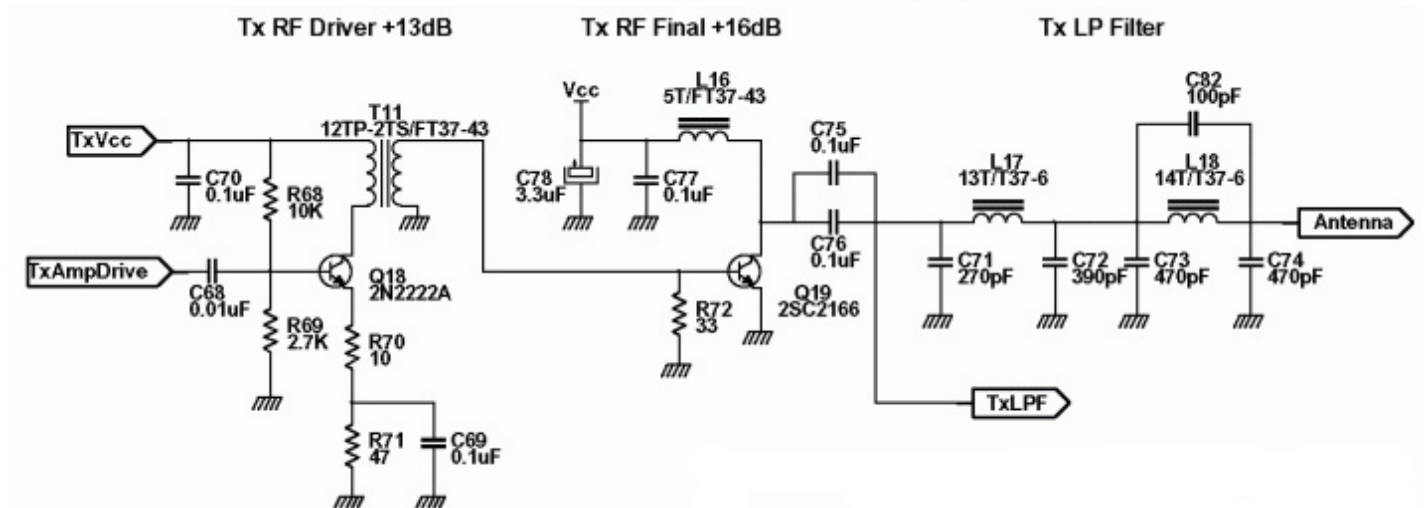 Tx RF Driver +13dB
Tx RF Final +16dB
Tx LP Filter
TxVcc
C70
0.1uF
R68
10K
T11
12TP-2TS/FT37-43
TxAmpDrive
C68
0.01uF
R69
2.7K
Q18
2N2222A
R70
10
R71
47
C69
0.1uF
Vcc
C78
3.3uF
C77
0.1uF
L16
5T/FT37-43
R72
33
Q19
2SC2166
C75
0.1uF
C76
0.1uF
C71
270pF
L17
13T/T37-6
C72
390pF
C73
470pF
C82
100pF
L18
14T/T37-6
C74
470pF
Antenna
TxLPF